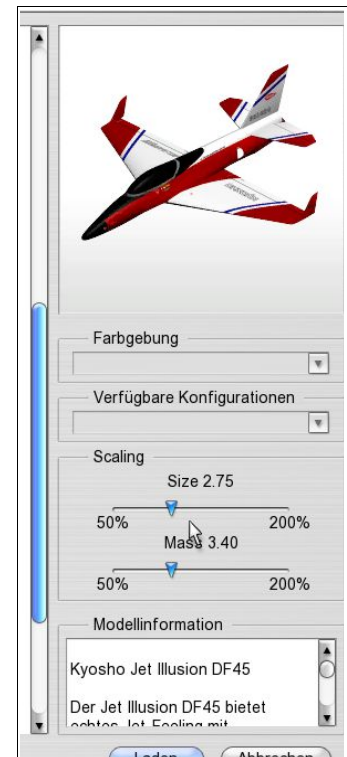 Farbgebung
Verfügbare Konfigurationen
Scaling
Size 2.75
50% 200%
Mass 3.40
50% 200%
Modellinformation
Kyosho Jet Illusion DF45
Der Jet Illusion DF45 bietet
echtes Jet-Feeling mit
Laden Abbrechen